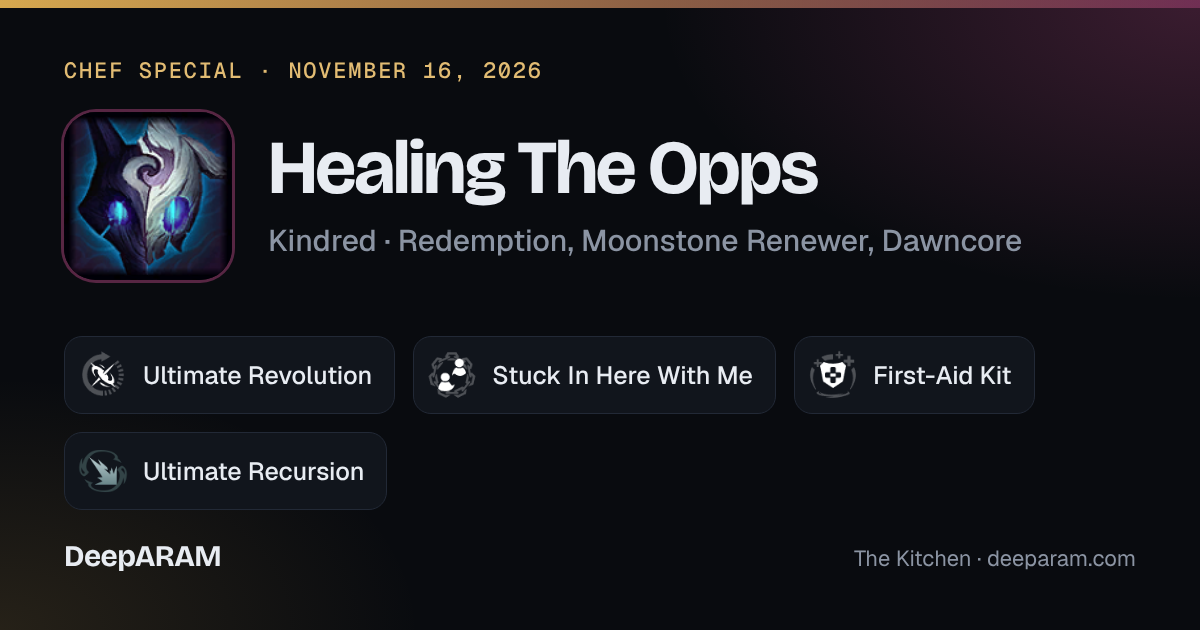 CHEF SPECIAL · NOVEMBER 16, 2026
Healing The Opps
Kindred · Redemption, Moonstone Renewer, Dawncore
Ultimate Revolution
Stuck In Here With Me
First-Aid Kit
Ultimate Recursion
DeepARAM
The Kitchen · deeparam.com